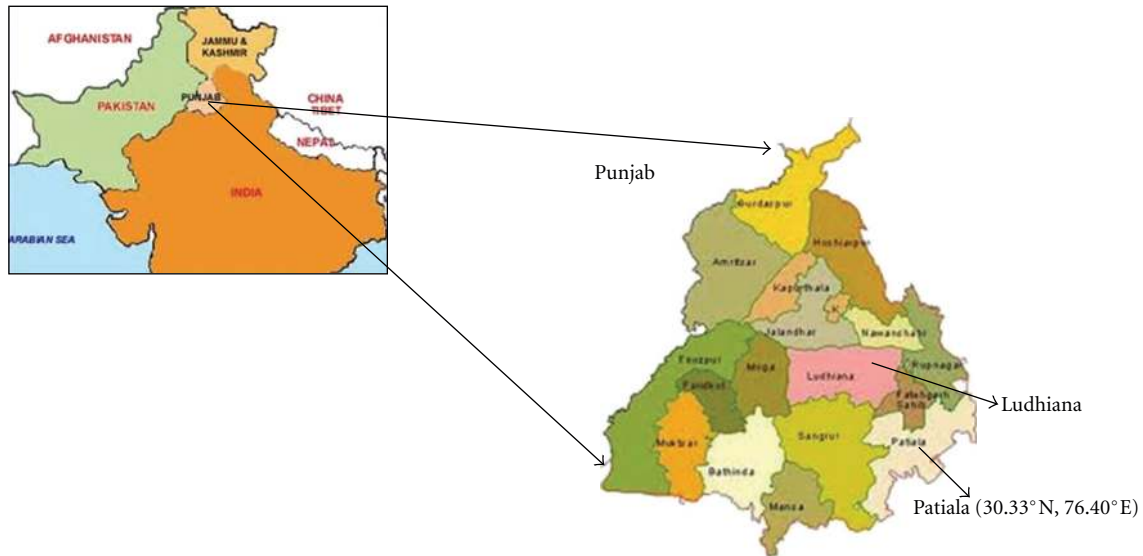 AFGHANISTAN
JAMMU &
KASHMIR
PAKISTAN
PUNJAB
CHINA
TIBET
NEPAL
INDIA
ARABIAN SEA
Punjab
Gurdaspur
Hoshiarpur
Amritsar
Kapurthala
K
Jalandhar
Nawanshahr
Ferozpur
Moga
Ludhiana
Rupnagar
Faridkot
Fatehgarh
Sahib
Ludhiana
Muktsar
Sangrur
Patiala
Bathinda
Mansa
Patiala (30.33°N, 76.40°E)